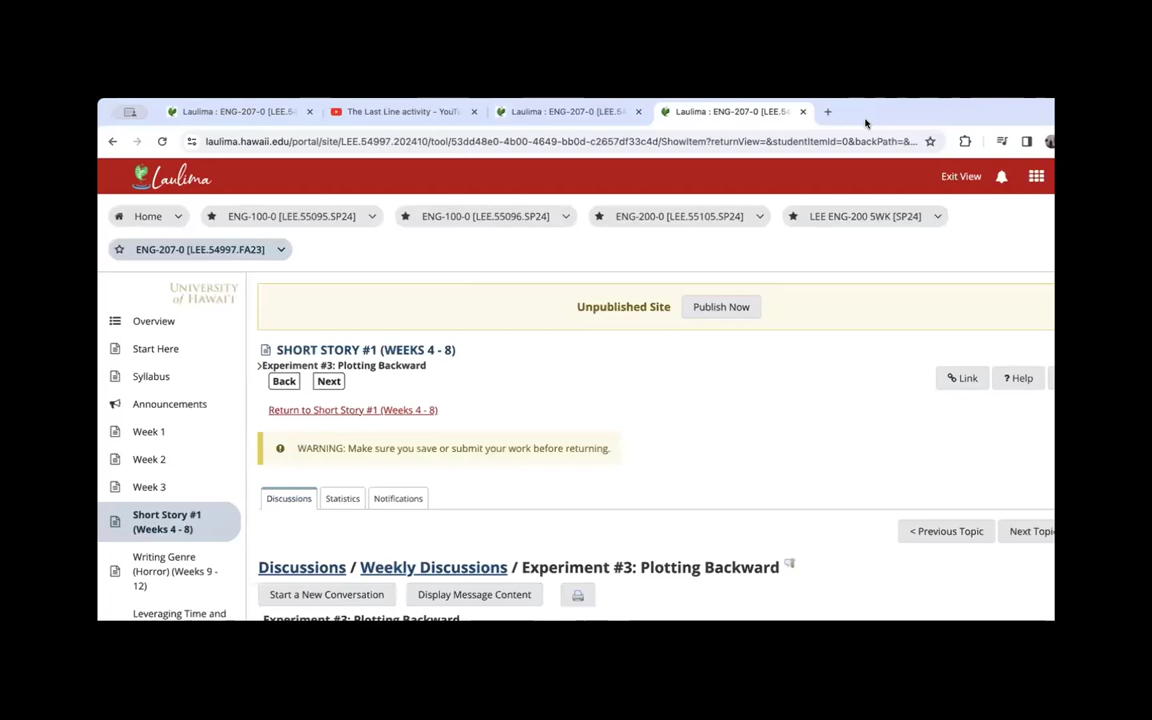 Laulima : ENG-207-0 [LEE.5
The Last Line activity - YouTu
Laulima : ENG-207-0 [LEE.5
Laulima : ENG-207-0 [LEE.5
laulima.hawaii.edu/portal/site/LEE.54997.202410/tool/53dd48e0-4b00-4649-bb0d-c2657df33c4d/ShowItem?returnView=&studentItemId=0&backPath=&...
Laulima
Exit View
Home
ENG-100-0 [LEE.55095.SP24]
ENG-100-0 [LEE.55096.SP24]
ENG-200-0 [LEE.55105.SP24]
LEE ENG-200 5WK [SP24]
ENG-207-0 [LEE.54997.FA23]
UNIVERSITY
of HAWAI'I
Overview
Start Here
Syllabus
Announcements
Week 1
Week 2
Week 3
Short Story #1
(Weeks 4 - 8)
Writing Genre
(Horror) (Weeks 9 -
12)
Leveraging Time and
Unpublished Site
Publish Now
SHORT STORY #1 (WEEKS 4 - 8)
Experiment #3: Plotting Backward
Back
Next
Link
? Help
Return to Short Story #1 (Weeks 4 - 8)
WARNING: Make sure you save or submit your work before returning.
Discussions
Statistics
Notifications
< Previous Topic
Next Topi
Discussions / Weekly Discussions / Experiment #3: Plotting Backward
Start a New Conversation
Display Message Content
Experiment #3: Plotting Backward